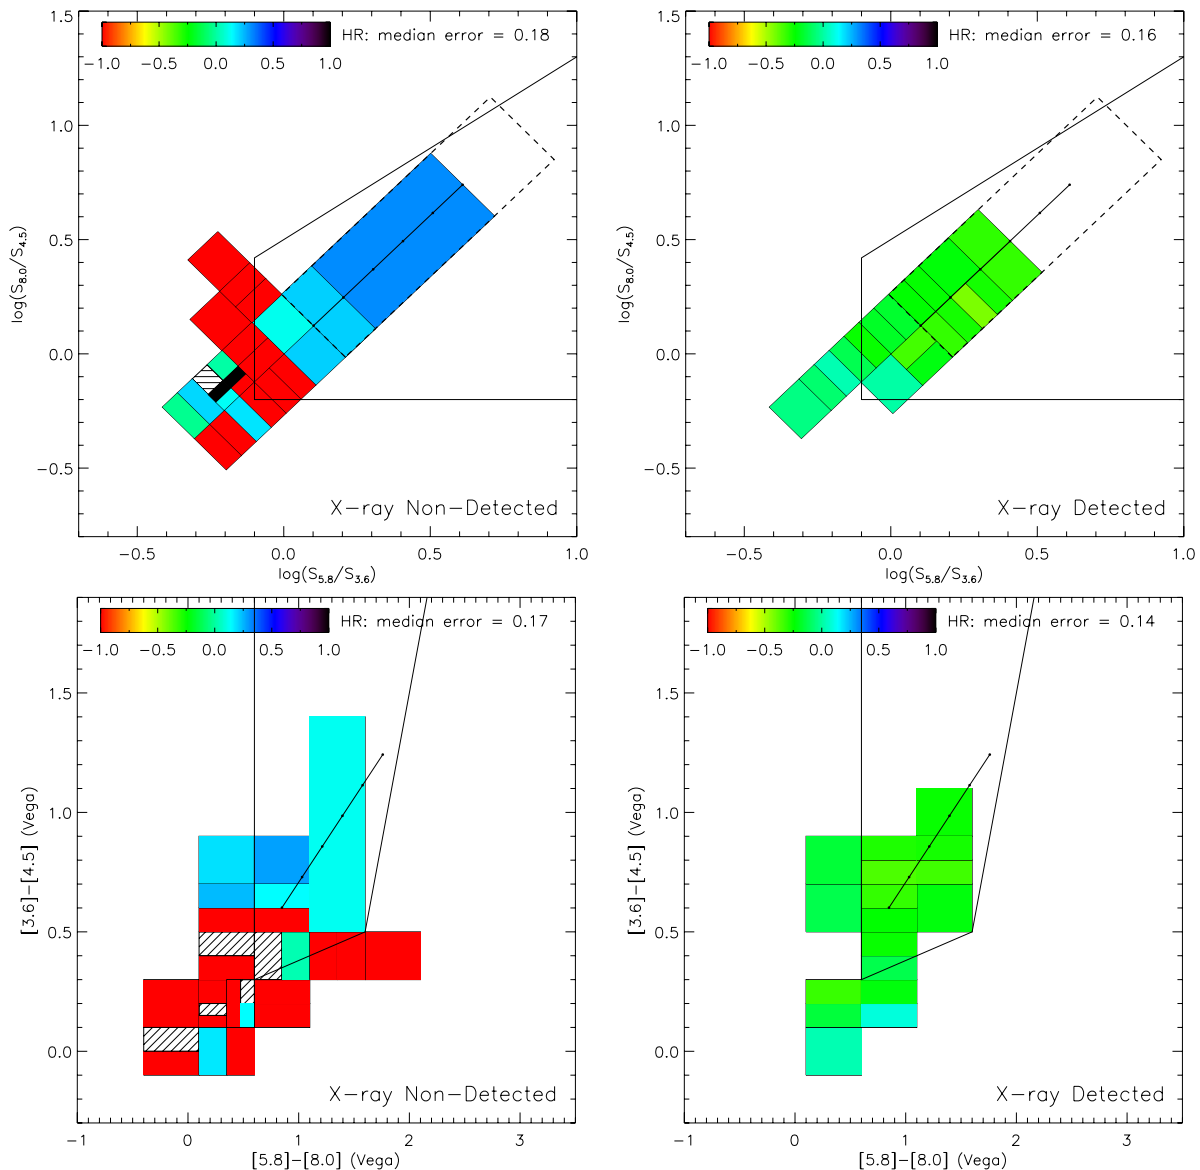 HR: median error = 0.18
−1.0 −0.5 0.0 0.5 1.0
1.5
1.0
0.5
0.0
−0.5
log(S8.0/S4.5)
X−ray Non−Detected
−0.5 0.0 0.5 1.0
log(S5.8/S3.6)
HR: median error = 0.16
−1.0 −0.5 0.0 0.5 1.0
1.5
1.0
0.5
0.0
−0.5
log(S8.0/S4.5)
X−ray Detected
−0.5 0.0 0.5 1.0
log(S5.8/S3.6)
HR: median error = 0.17
−1.0 −0.5 0.0 0.5 1.0
1.5
1.0
0.5
0.0
[3.6]−[4.5] (Vega)
X−ray Non−Detected
−1 0 1 2 3
[5.8]−[8.0] (Vega)
HR: median error = 0.14
−1.0 −0.5 0.0 0.5 1.0
1.5
1.0
0.5
0.0
[3.6]−[4.5] (Vega)
X−ray Detected
−1 0 1 2 3
[5.8]−[8.0] (Vega)